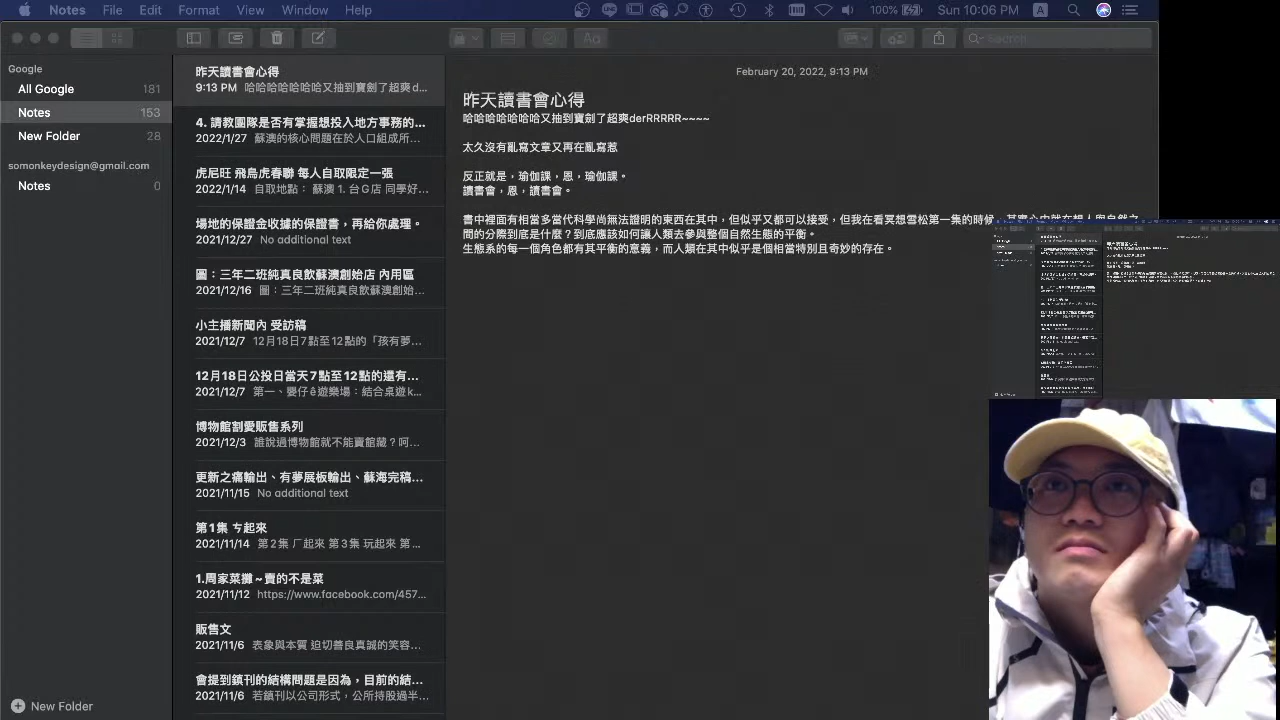 Notes File Edit Format View Window Help
100% Sun 10:06 PM A
Aa
Search
Google
All Google 181
Notes 153
New Folder 28
somonkeydesign@gmail.com
Notes 0
New Folder
昨天讀書會心得
9:13 PM 哈哈哈哈哈哈哈又抽到寶劍了超爽d...
4. 請教團隊是否有掌握想投入地方事務的...
2022/1/27 蘇澳的核心問題在於人口組成所...
虎尼旺 飛鳥虎春聯 每人自取限定一張
2022/1/14 自取地點： 蘇澳 1. 台G店 同學好...
場地的保證金收據的保證書，再給你處理。
2021/12/27 No additional text
圖：三年二班純真的歡聚 漢創始店 右昌三區
2021/12/16 圖：三年二班純真在蘇漢創始...
小主播新聞內 受訪稿
2021/12/7 12月18日7點至12點的「孩有夢...
12月18日公投日當天7點至12點的還有...
2021/12/7 第一、嬰仔๏遊樂場：結合桌遊k...
博物館割愛販售系列
2021/12/3 誰說過博物館就不能賣館藏？呵...
更新之痛輸出、有夢展板輸出、蘇海完稿...
2021/11/15 No additional text
第1集 ㄘ起來
2021/11/14 第2集 ㄏ起來 第3集 玩起來 第...
1.周家菜攤～賣的不是菜
2021/11/12 https://www.facebook.com/457...
販售文
2021/11/6 表象與本質 迫切善良真誠的笑容...
會提到鎮刊的結構問題是因為，目前的結...
2021/11/6 若鎮刊以公司形式，公所持股過半...
February 20, 2022, 9:13 PM
昨天讀書會心得
哈哈哈哈哈哈哈又抽到寶劍了超爽derRRRRR~~~~
太久沒有亂寫文章又再在亂寫惹
反正就是，瑜伽課，恩，瑜伽課。
讀書會，恩，讀書會。
書中裡面有相當多當代科學尚無法證明的東西在其中，但似乎又都可以接受，但我在看冥想雪松第一集的時候，其實心中就在想人與自然之
間的分際到底是什麼？到底應該如何讓人類去參與整個自然生態的平衡。
生態系的每一個角色都有其平衡的意義，而人類在其中似乎是個相當特別且奇妙的存在。